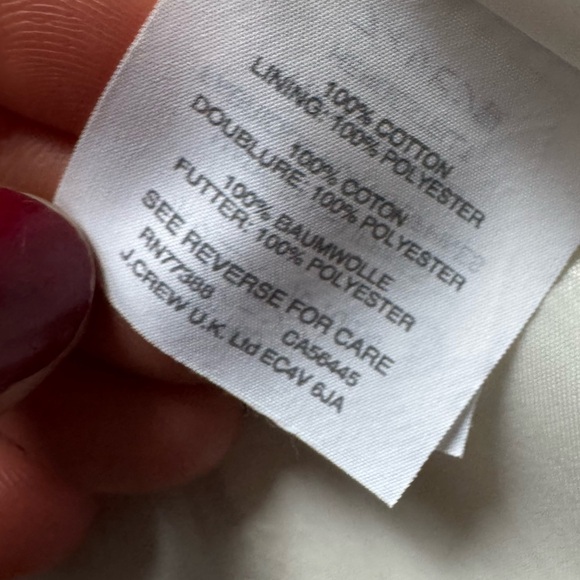 100% COTTON
LINING: 100% POLYESTER
100% COTON
DOUBLURE: 100% POLYESTER
100% BAUMWOLLE
FUTTER: 100% POLYESTER
SEE REVERSE FOR CARE
RN77388 CA56445
J.CREW U.K. Ltd EC4V 6JA